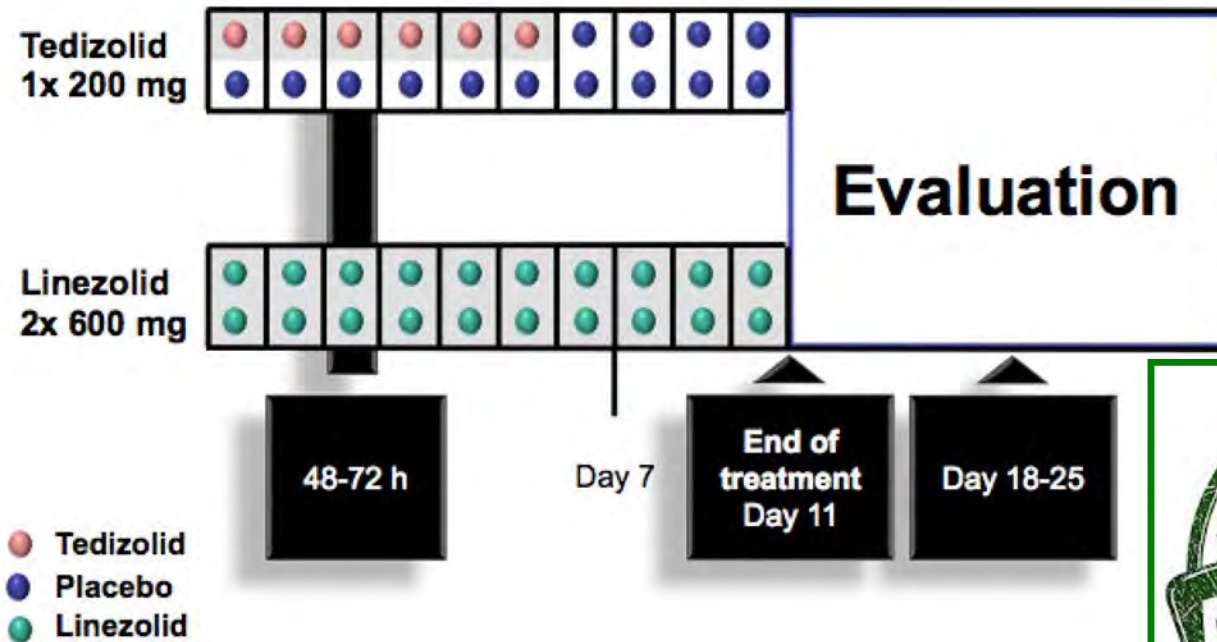 Tedizolid
1x 200 mg
Evaluation
Linezolid
2x 600 mg
48-72 h
Day 7
End of
treatment
Day 11
Day 18-25
Tedizolid
Placebo
Linezolid